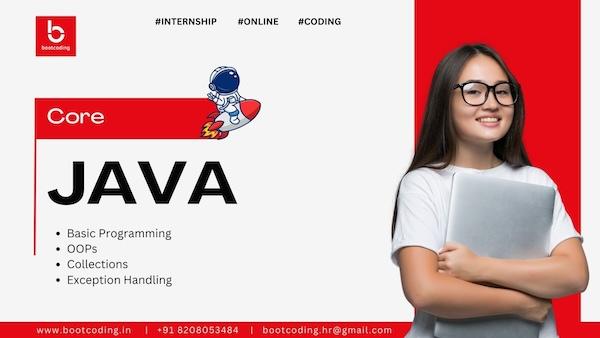 bootcoding
#INTERNSHIP #ONLINE #CODING
Core
JAVA
• Basic Programming
• OOPs
• Collections
• Exception Handling
www.bootcoding.in | +91 8208053484 | bootcoding.hr@gmail.com